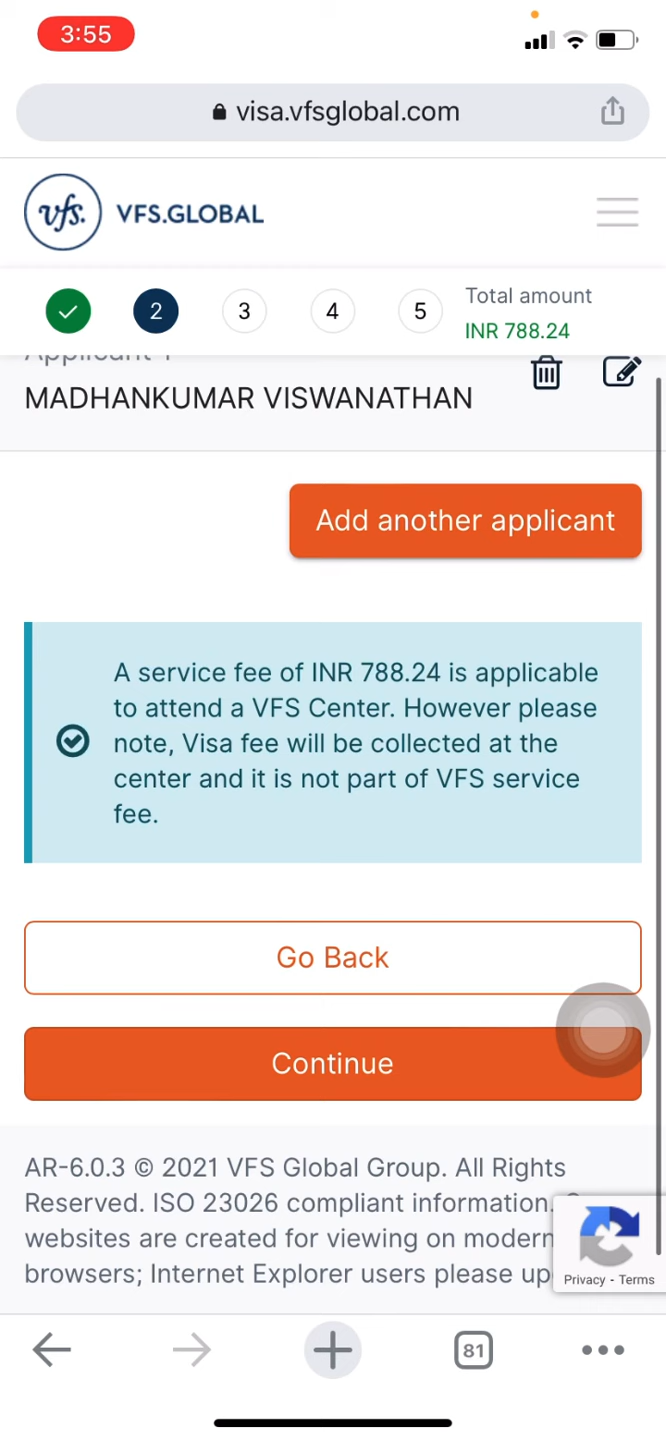 3:55
visa.vfsglobal.com
vfs. VFS.GLOBAL
2 3 4 5
Total amount
INR 788.24
MADHANKUMAR VISWANATHAN
Add another applicant
A service fee of INR 788.24 is applicable
to attend a VFS Center. However please
note, Visa fee will be collected at the
center and it is not part of VFS service
fee.
Go Back
Continue
AR-6.0.3 © 2021 VFS Global Group. All Rights
Reserved. ISO 23026 compliant information.
websites are created for viewing on modern
browsers; Internet Explorer users please up
Privacy - Terms
81